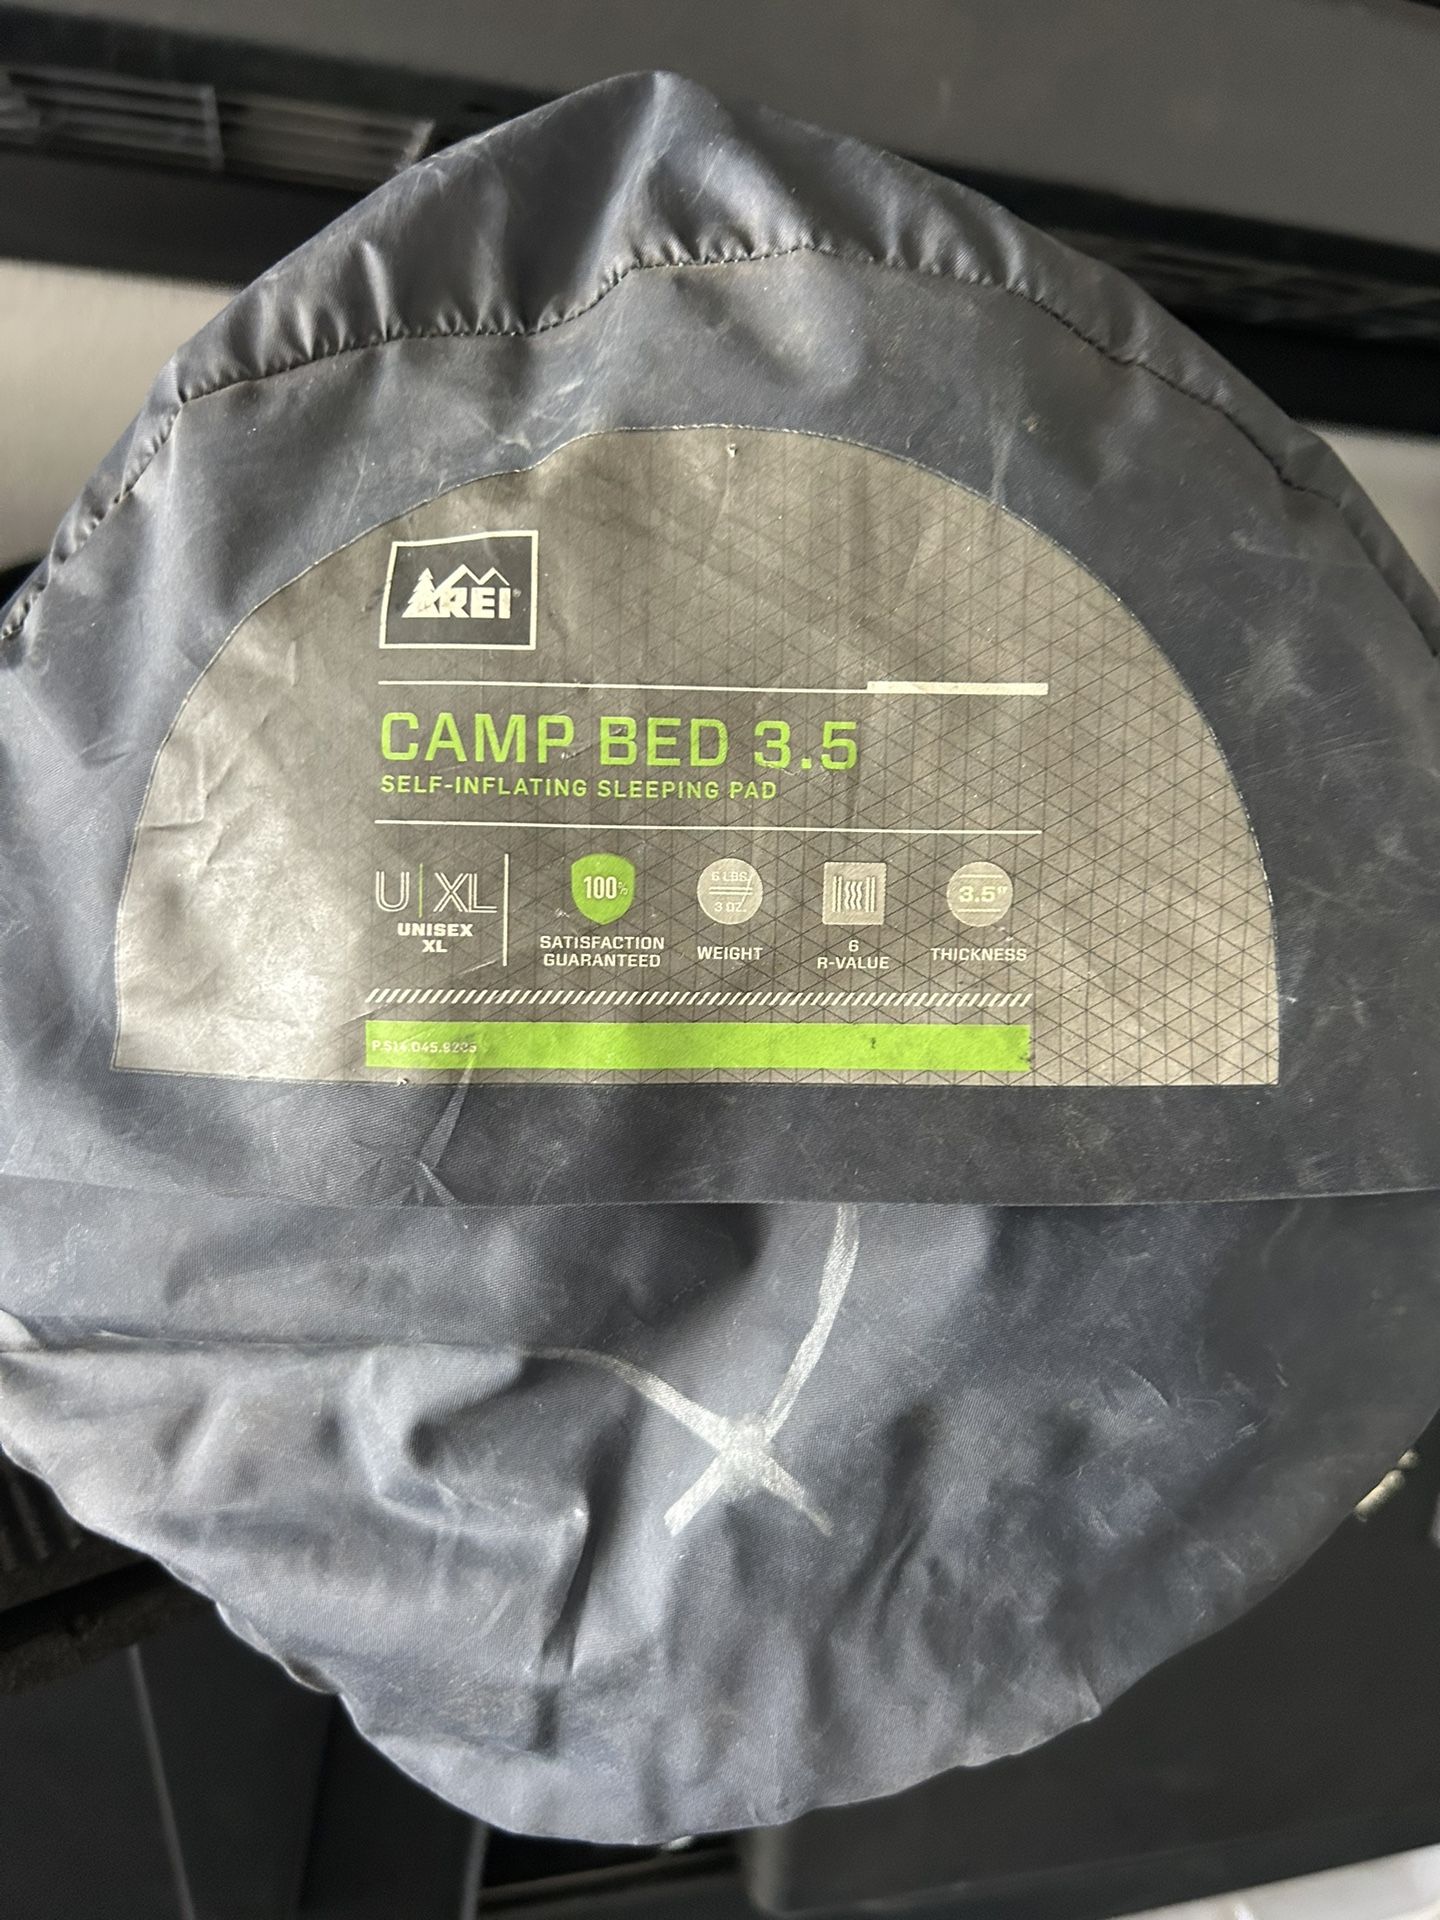 REI
CAMP BED 3.5
SELF-INFLATING SLEEPING PAD
U|XL
UNISEX
XL
100%
SATISFACTION
GUARANTEED
6 LBS
3 OZ.
WEIGHT
6
R-VALUE
3.5"
THICKNESS